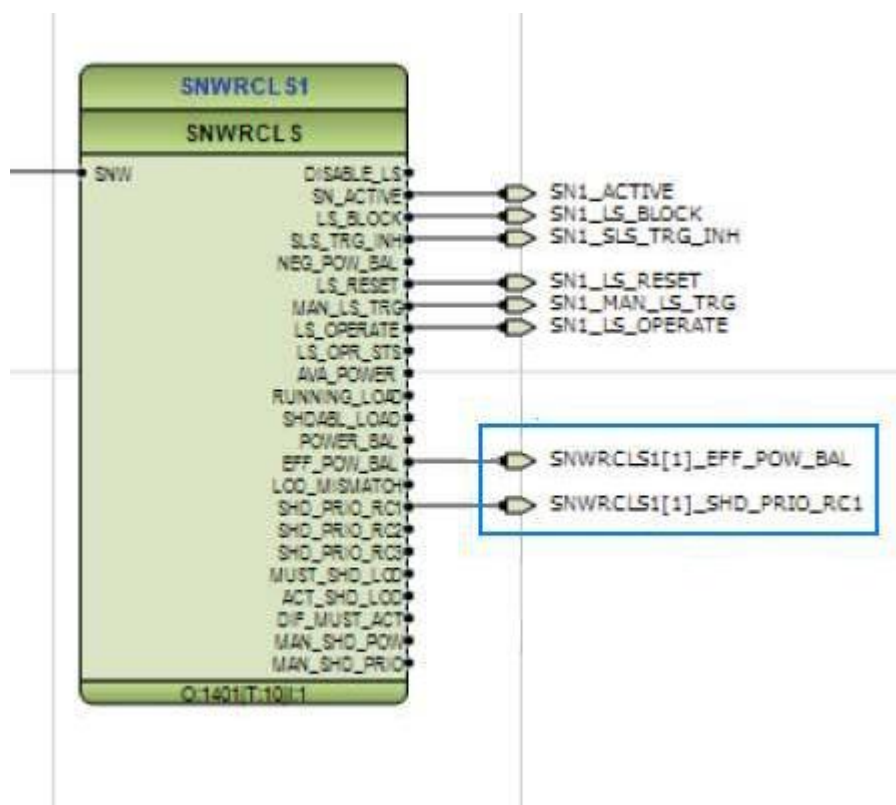 SNWRCLS1
SNWRCLS
SNW
DISABLE_LS
SN_ACTIVE
LS_BLOCK
SLS_TRG_INH
NEG_POW_BAL
LS_RESET
MAN_LS_TRG
LS_OPERATE
LS_OPR_STS
AVA_POWER
RUNNING_LOAD
SHDABL_LOAD
POWER_BAL
EFF_POW_BAL
LOD_MISMATCH
SHD_PRIO_RC1
SHD_PRIO_RC2
SHD_PRIO_RC3
MUST_SHD_LOD
ACT_SHD_LOD
DIF_MUST_ACT
MAN_SHD_POW
MAN_SHD_PRIO
O:1401|T:10|I:1
SN1_ACTIVE
SN1_LS_BLOCK
SN1_SLS_TRG_INH
SN1_LS_RESET
SN1_MAN_LS_TRG
SN1_LS_OPERATE
SNWRCLS1[1]_EFF_POW_BAL
SNWRCLS1[1]_SHD_PRIO_RC1